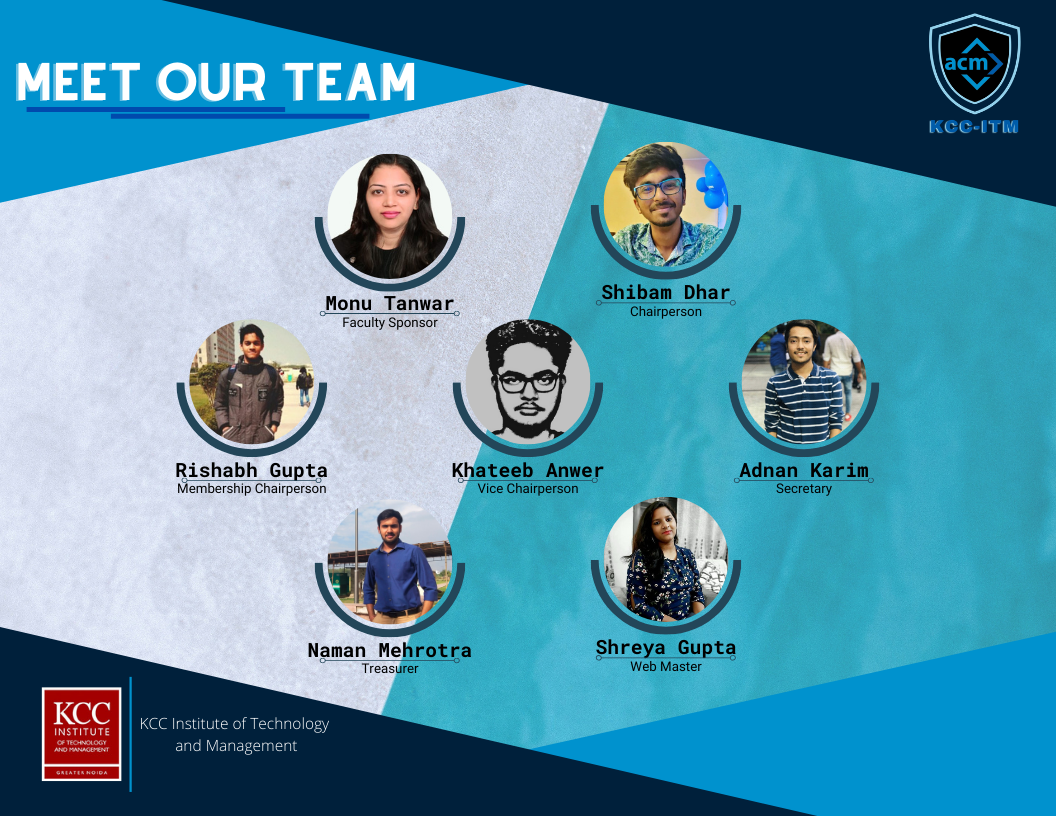 MEET OUR TEAM
acm
KCC-ITM
Monu Tanwar
Faculty Sponsor
Shibam Dhar
Chairperson
Rishabh Gupta
Membership Chairperson
Khateeb Anwer
Vice Chairperson
Adnan Karim
Secretary
Naman Mehrotra
Treasurer
Shreya Gupta
Web Master
KCC
INSTITUTE
OF TECHNOLOGY
AND MANAGEMENT
GREATER NOIDA
KCC Institute of Technology
and Management